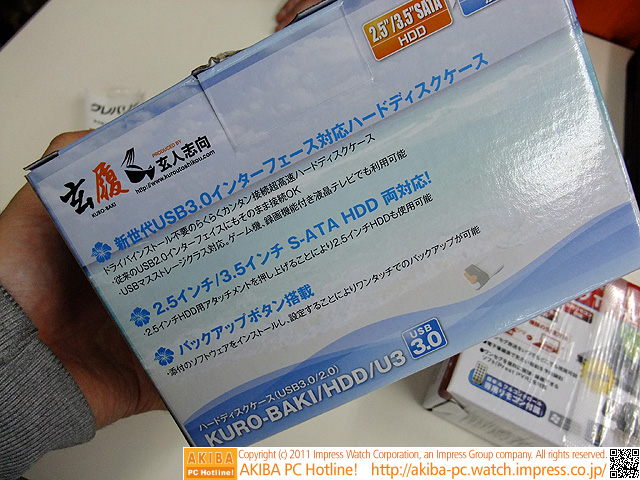 2.5"/3.5"SATA
HDD
玄履
KURO-BAKI
PRODUCED BY
玄人志向
http://www.kuroutoshikou.com
新世代USB3.0インターフェース対応ハードディスクケース
ドライバインストール不要のらくらくカンタン接続超高速ハードディスクケース
・従来のUSB2.0インターフェイスにもそのまま接続OK
・USBマスストレージクラス対応。ゲーム機、録画機能付き液晶テレビでも利用可能
2.5インチ/3.5インチ S-ATA HDD 両対応!
・2.5インチHDD用アタッチメントを押し上げることにより2.5インチHDDも使用可能
バックアップボタン搭載
・添付のソフトウェアをインストールし、設定することによりワンタッチでのバックアップが可能
ハードディスクケース(USB3.0/2.0)
KURO-BAKI/HDD/U3
USB
3.0
AKIBA
PC Hotline!
Copyright (c) 2011 Impress Watch Corporation, an Impress Group company. All rights reserved.
AKIBA PC Hotline! http://akiba-pc.watch.impress.co.jp/